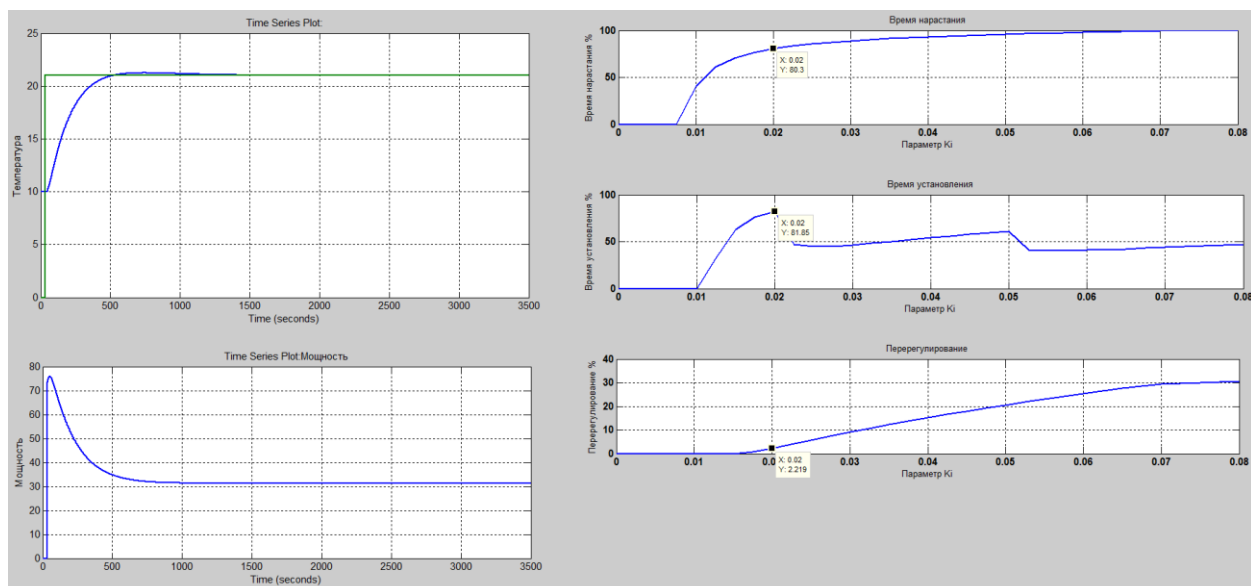 Time Series Plot:
25
20
15
10
5
0
Температура
0 500 1000 1500 2000 2500 3000 3500
Time (seconds)
Time Series Plot:Мощность
80
70
60
50
40
30
20
10
0
Мощность
0 500 1000 1500 2000 2500 3000 3500
Time (seconds)
Время нарастания
100
50
0
Время нарастания %
X: 0.02
Y: 80.3
0 0.01 0.02 0.03 0.04 0.05 0.06 0.07 0.08
Параметр Ki
Время установления
100
50
0
Время установления %
X: 0.02
Y: 81.85
0 0.01 0.02 0.03 0.04 0.05 0.06 0.07 0.08
Параметр Ki
Перерегулирование
40
30
20
10
0
Перерегулирование %
X: 0.02
Y: 2.219
0 0.01 0.02 0.03 0.04 0.05 0.06 0.07 0.08
Параметр Ki